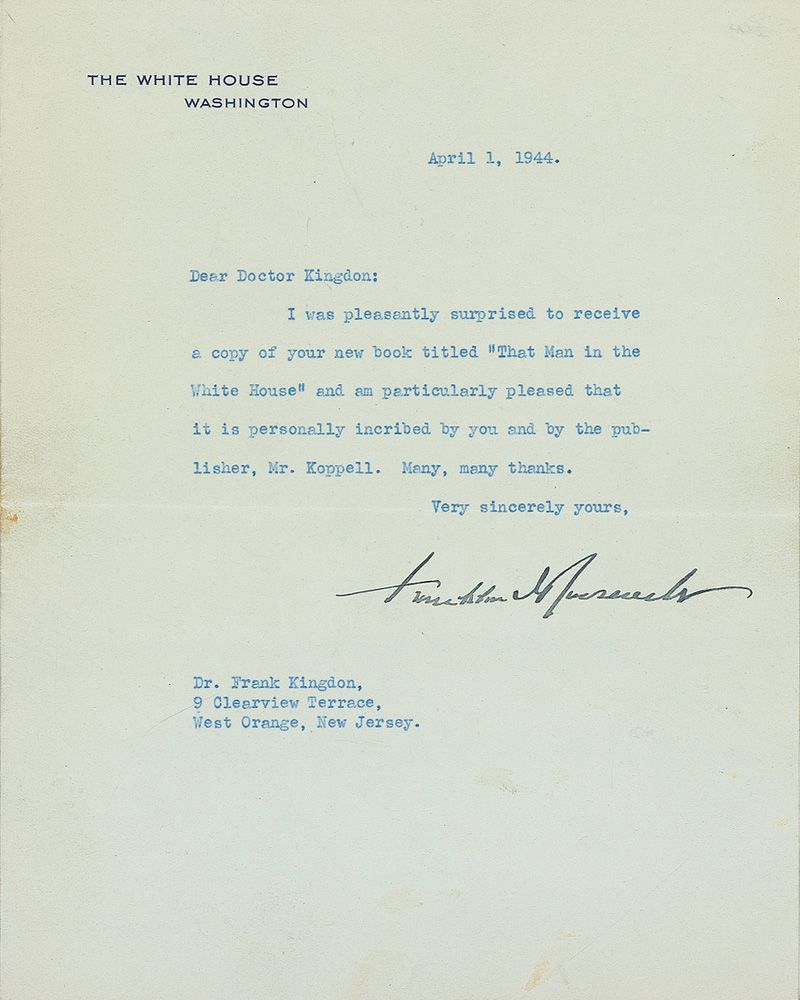 THE WHITE HOUSE
WASHINGTON
April 1, 1944.
Dear Doctor Kingdon:
I was pleasantly surprised to receive
a copy of your new book titled "That Man in the
White House" and am particularly pleased that
it is personally incribed by you and by the pub-
lisher, Mr. Koppell. Many, many thanks.
Very sincerely yours,
Franklin D Roosevelt
Dr. Frank Kingdon,
9 Clearview Terrace,
West Orange, New Jersey.